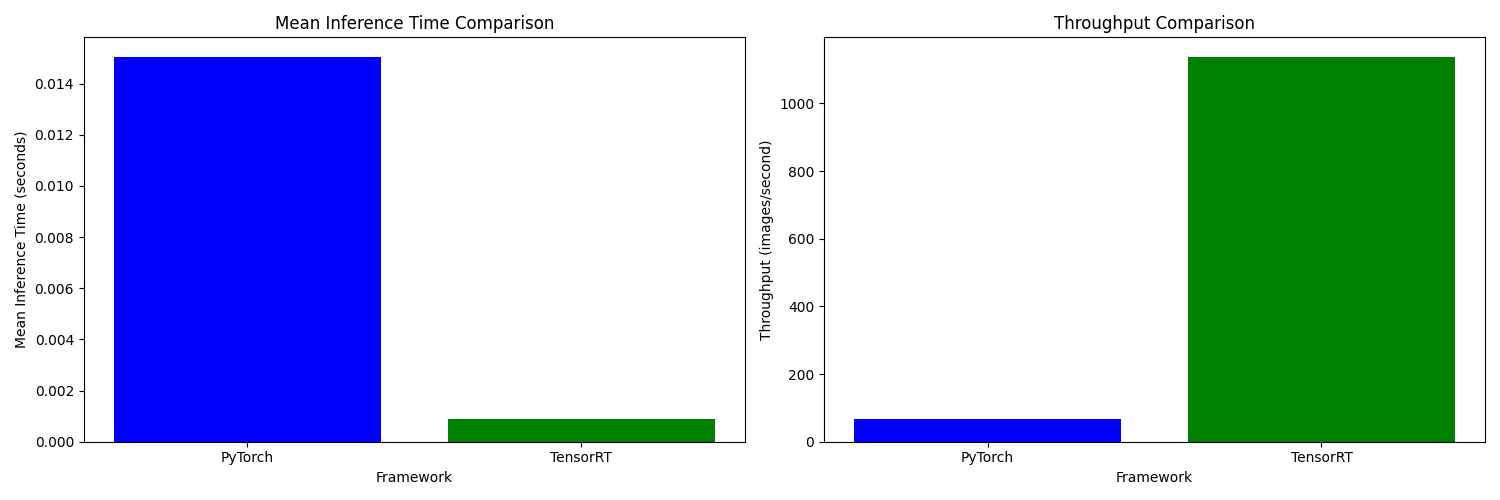 Mean Inference Time Comparison
Mean Inference Time (seconds)
0.014
0.012
0.010
0.008
0.006
0.004
0.002
0.000
PyTorch
TensorRT
Framework
Throughput Comparison
Throughput (images/second)
1000
800
600
400
200
0
PyTorch
TensorRT
Framework